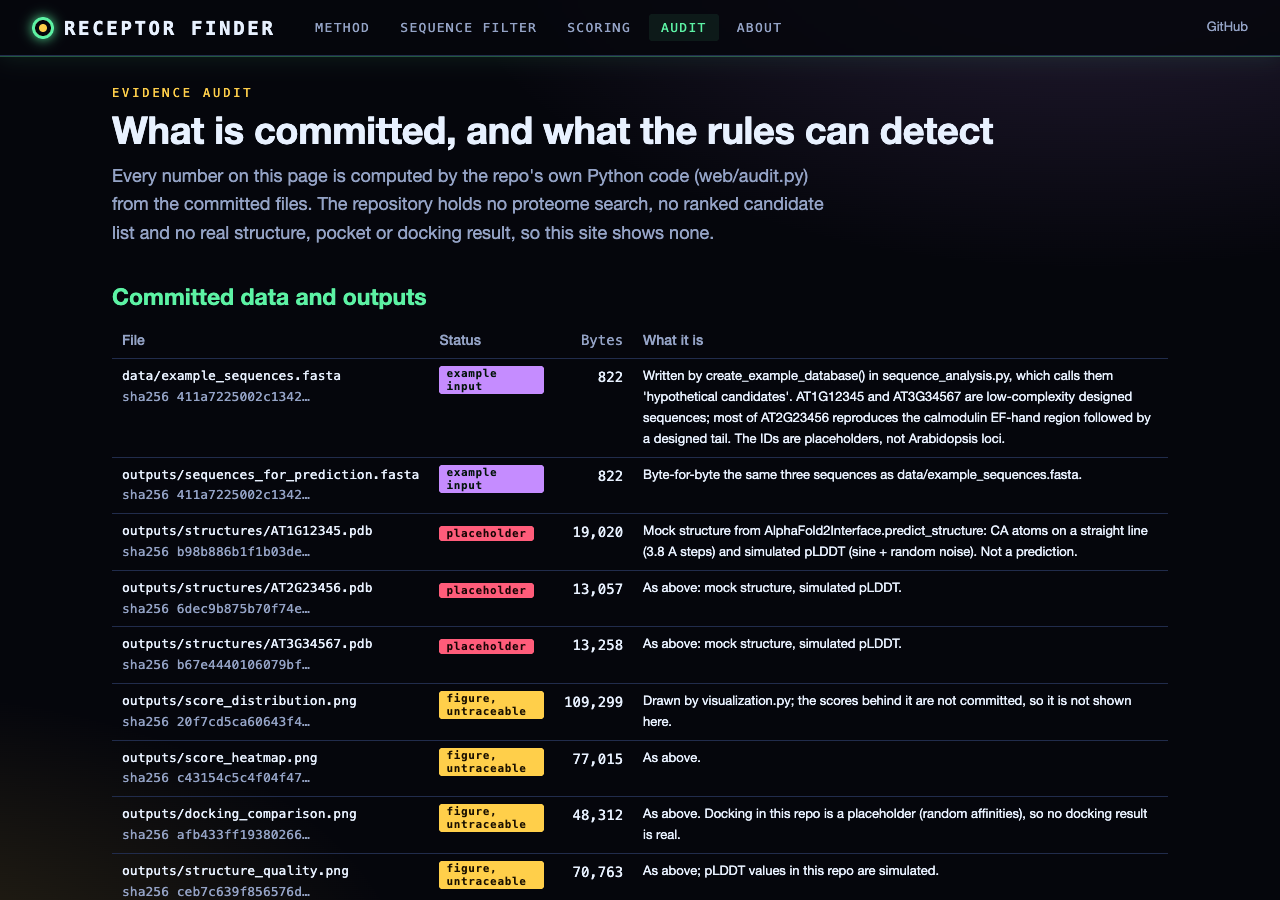 RECEPTOR FINDER
METHOD
SEQUENCE FILTER
SCORING
AUDIT
ABOUT
GitHub
EVIDENCE AUDIT
What is committed, and what the rules can detect
Every number on this page is computed by the repo's own Python code (web/audit.py)
from the committed files. The repository holds no proteome search, no ranked candidate
list and no real structure, pocket or docking result, so this site shows none.
Committed data and outputs
File Status Bytes What it is
data/example_sequences.fasta
sha256 411a7225002c1342…
example
input
822
Written by create_example_database() in sequence_analysis.py, which calls them
'hypothetical candidates'. AT1G12345 and AT3G34567 are low-complexity designed
sequences; most of AT2G23456 reproduces the calmodulin EF-hand region followed by
a designed tail. The IDs are placeholders, not Arabidopsis loci.
outputs/sequences_for_prediction.fasta
sha256 411a7225002c1342…
example
input
822
Byte-for-byte the same three sequences as data/example_sequences.fasta.
outputs/structures/AT1G12345.pdb
sha256 b98b886b1f1b03de…
placeholder
19,020
Mock structure from AlphaFold2Interface.predict_structure: CA atoms on a straight line
(3.8 A steps) and simulated pLDDT (sine + random noise). Not a prediction.
outputs/structures/AT2G23456.pdb
sha256 6dec9b875b70f74e…
placeholder
13,057
As above: mock structure, simulated pLDDT.
outputs/structures/AT3G34567.pdb
sha256 b67e4440106079bf…
placeholder
13,258
As above: mock structure, simulated pLDDT.
outputs/score_distribution.png
sha256 20f7cd5ca60643f4…
figure,
untraceable
109,299
Drawn by visualization.py; the scores behind it are not committed, so it is not shown
here.
outputs/score_heatmap.png
sha256 c43154c5c4f04f47…
figure,
untraceable
77,015
As above.
outputs/docking_comparison.png
sha256 afb433ff19380266…
figure,
untraceable
48,312
As above. Docking in this repo is a placeholder (random affinities), so no docking result
is real.
outputs/structure_quality.png
sha256 ceb7c639f856576d…
figure,
untraceable
70,763
As above; pLDDT values in this repo are simulated.